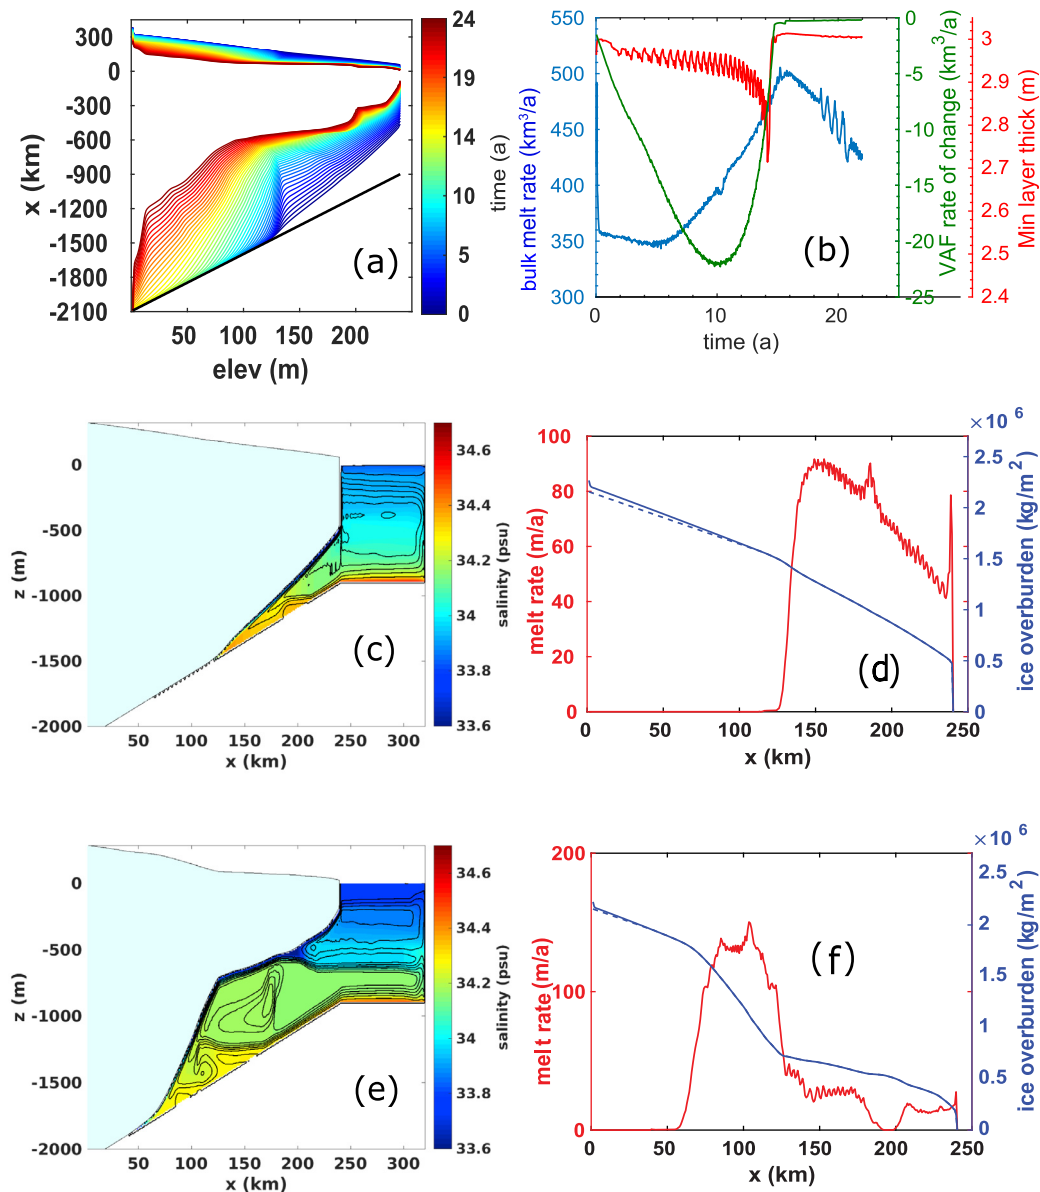 300
0
-300
-600
-900
-1200
-1500
-1800
-2100
x (km)
50 100 150 200
elev (m)
(a)
24
19
14
10
5
0
time (a)
550
500
450
400
350
300
bulk melt rate (km³/a)
0 10 20
time (a)
(b)
0
-5
-10
-15
-20
-25
VAF rate of change (km³/a)
3
2.9
2.8
2.7
2.6
2.5
2.4
Min layer thick (m)
0
-500
-1000
-1500
-2000
z (m)
50 100 150 200 250 300
x (km)
(c)
34.6
34.4
34.2
34
33.8
33.6
salinity (psu)
100
80
60
40
20
0
melt rate (m/a)
0 50 100 150 200 250
x (km)
(d)
×10⁶
2.5
2
1.5
1
0.5
0
ice overburden (kg/m²)
0
-500
-1000
-1500
-2000
z (m)
50 100 150 200 250 300
x (km)
(e)
34.6
34.4
34.2
34
33.8
33.6
salinity (psu)
200
100
0
melt rate (m/a)
0 50 100 150 200 250
x (km)
(f)
×10⁶
2.5
2
1.5
1
0.5
0
ice overburden (kg/m²)